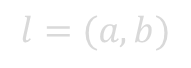 l = (a, b)